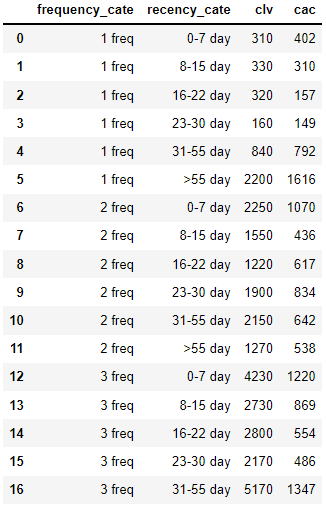 frequency_cate recency_cate clv cac
0 1 freq 0-7 day 310 402
1 1 freq 8-15 day 330 310
2 1 freq 16-22 day 320 157
3 1 freq 23-30 day 160 149
4 1 freq 31-55 day 840 792
5 1 freq >55 day 2200 1616
6 2 freq 0-7 day 2250 1070
7 2 freq 8-15 day 1550 436
8 2 freq 16-22 day 1220 617
9 2 freq 23-30 day 1900 834
10 2 freq 31-55 day 2150 642
11 2 freq >55 day 1270 538
12 3 freq 0-7 day 4230 1220
13 3 freq 8-15 day 2730 869
14 3 freq 16-22 day 2800 554
15 3 freq 23-30 day 2170 486
16 3 freq 31-55 day 5170 1347